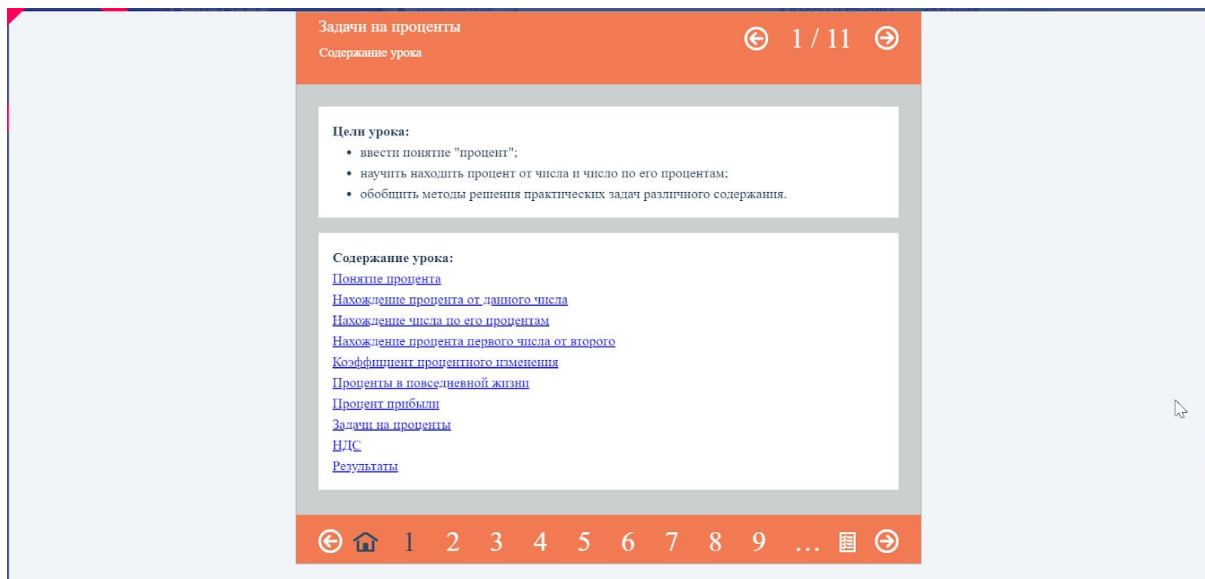 Задачи на проценты
Содержание урока
1 / 11
Цели урока:
• ввести понятие "процент";
• научить находить процент от числа и число по его процентам;
• обобщить методы решения практических задач различного содержания.
Содержание урока:
Понятие процента
Нахождение процента от данного числа
Нахождение числа по его процентам
Нахождение процента первого числа от второго
Коэффициент процентного изменения
Проценты в повседневной жизни
Процент прибыли
Задачи на проценты
НДС
Результаты
1 2 3 4 5 6 7 8 9 ...